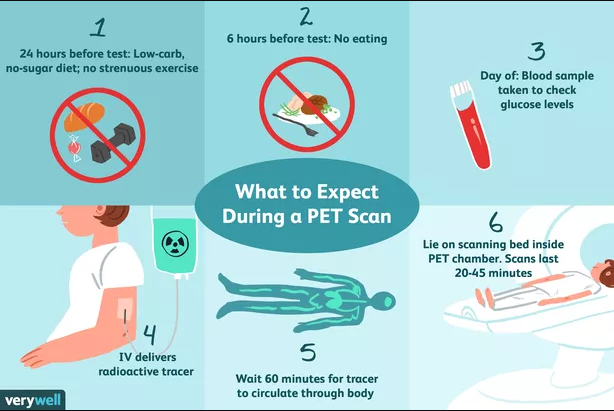 1
24 hours before test: Low-carb,
no-sugar diet; no strenuous exercise
2
6 hours before test: No eating
3
Day of: Blood sample
taken to check
glucose levels
What to Expect
During a PET Scan
4
IV delivers
radioactive tracer
5
Wait 60 minutes for tracer
to circulate through body
6
Lie on scanning bed inside
PET chamber. Scans last
20-45 minutes
verywell